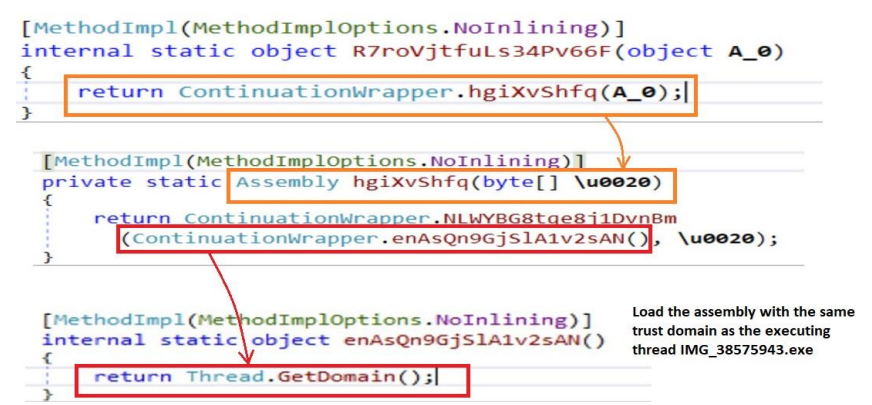 [MethodImpl(MethodImplOptions.NoInlining)]
internal static object R7roVjtfuLs34Pv66F(object A_0)
{
return ContinuationWrapper.hgiXvShfq(A_0);
}
[MethodImpl(MethodImplOptions.NoInlining)]
private static Assembly hgiXvShfq(byte[] \u0020)
{
return ContinuationWrapper.NLWYBG8tqe8j1DvnBm
(ContinuationWrapper.enAsQn9GjSlA1v2sAN(), \u0020);
}
[MethodImpl(MethodImplOptions.NoInlining)]
internal static object enAsQn9GjSlA1v2sAN()
{
return Thread.GetDomain();
}
Load the assembly with the same
trust domain as the executing
thread IMG_38575943.exe